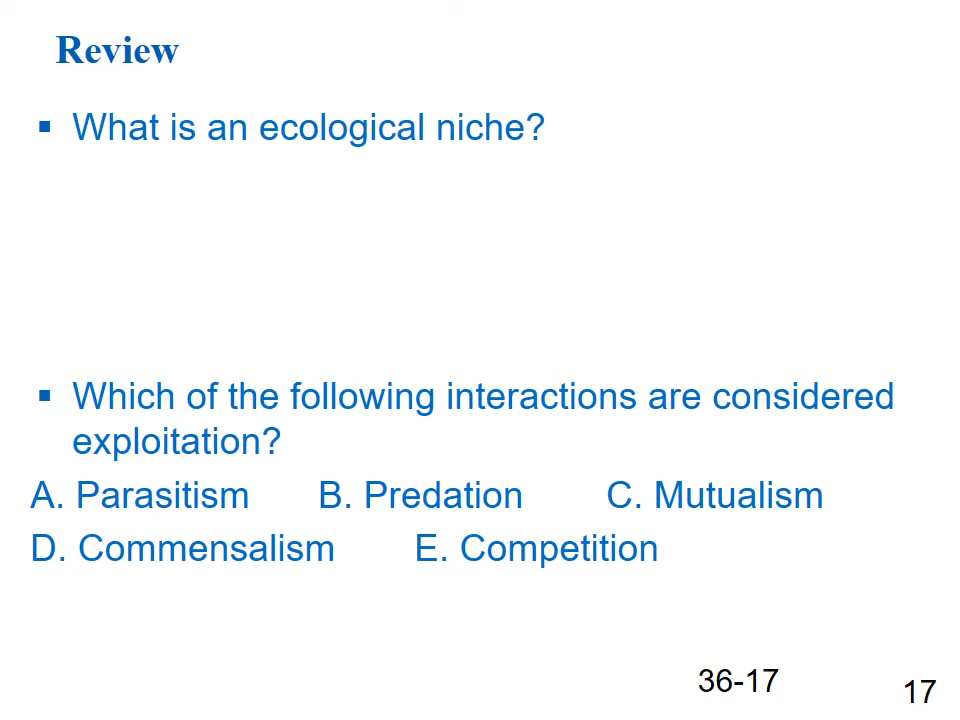 Review
▪ What is an ecological niche?
▪ Which of the following interactions are considered
exploitation?
A. Parasitism B. Predation C. Mutualism
D. Commensalism E. Competition
36-17
17